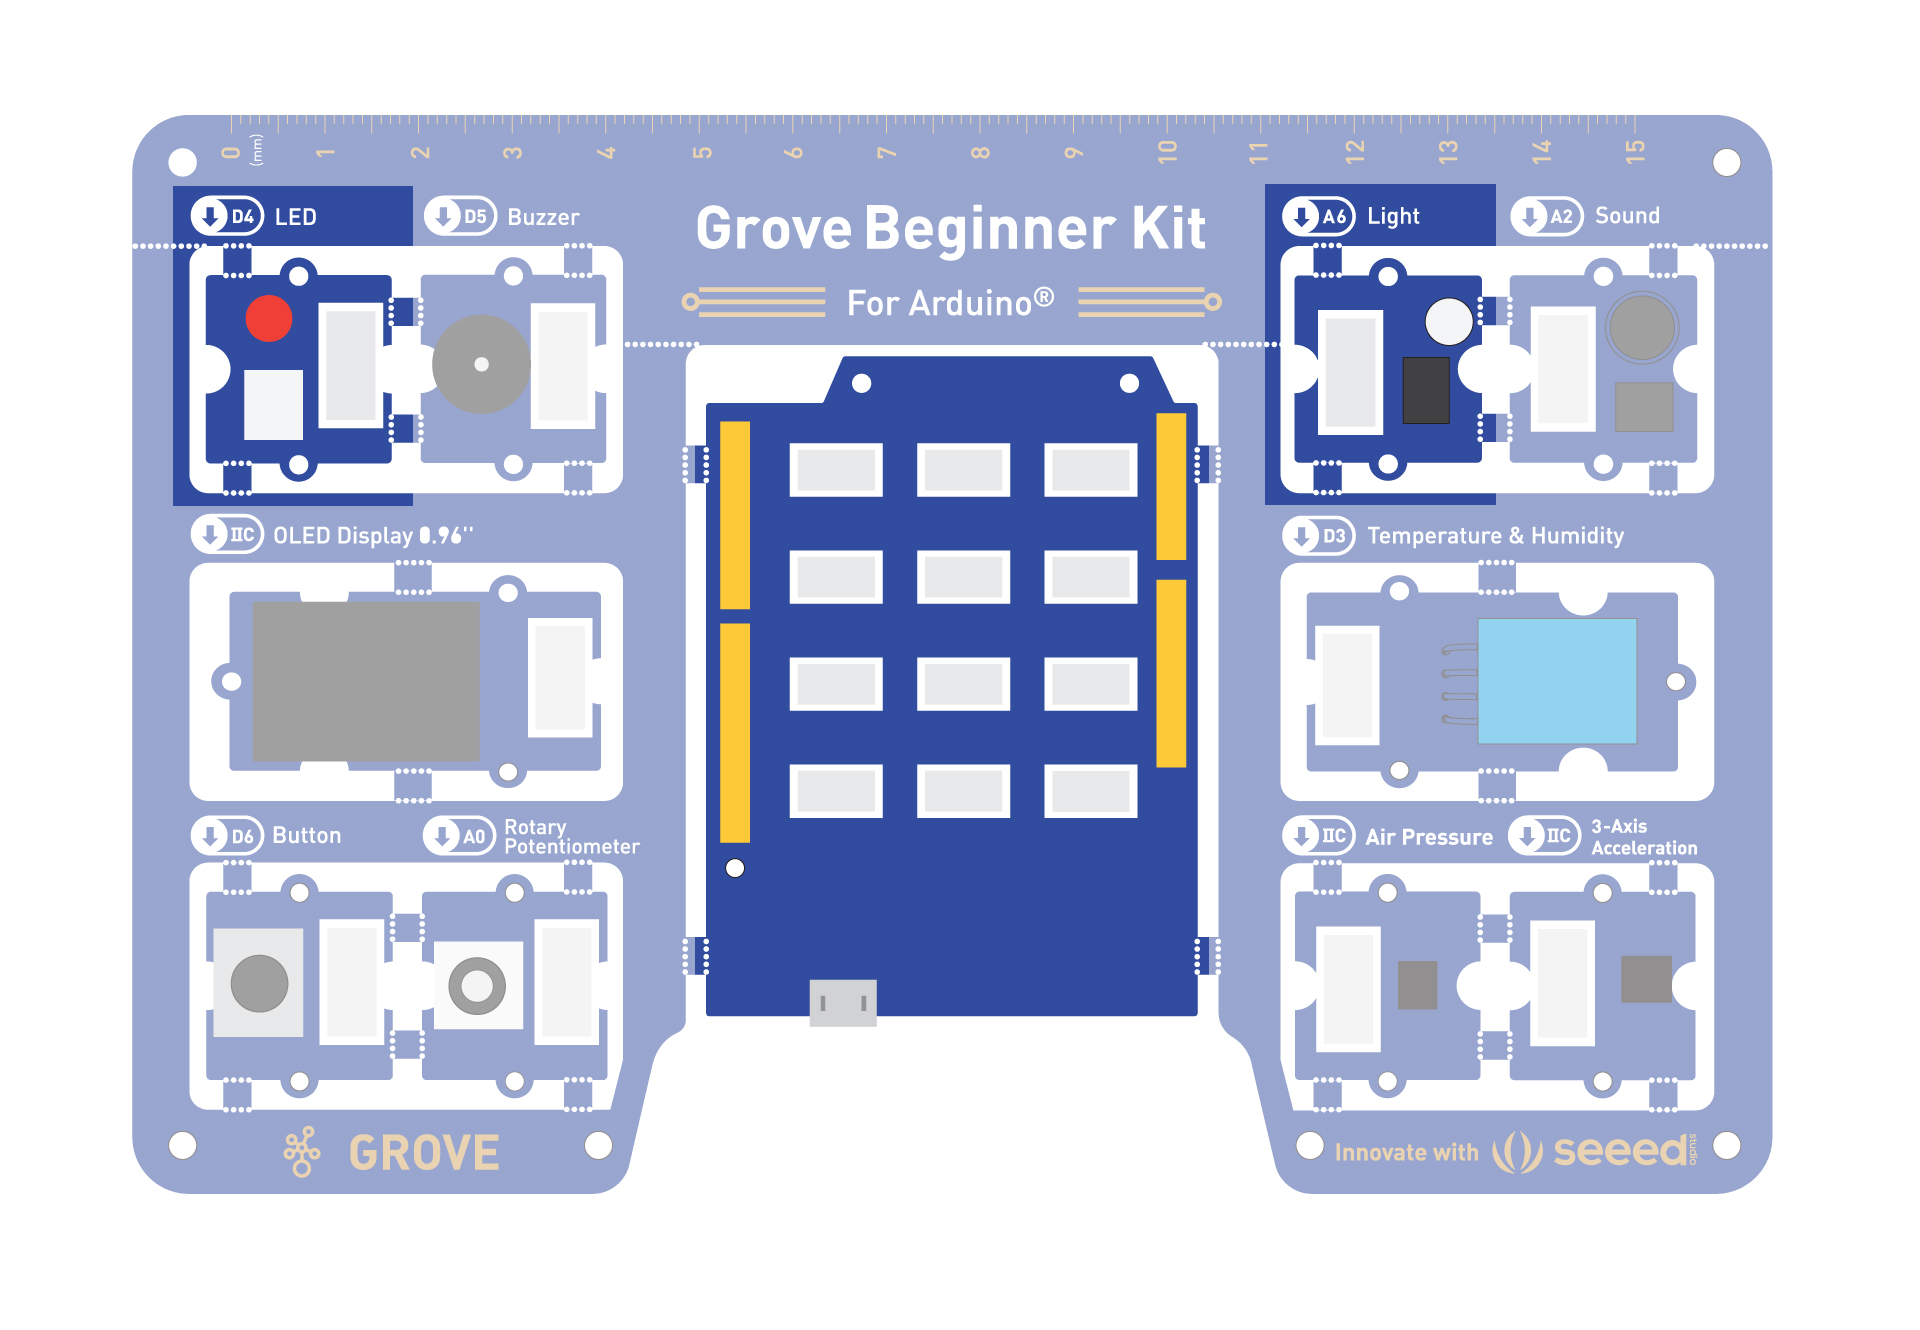 0 1 2 3 4 5 6 7 8 9 10 11 12 13 14 15
(mm)
D4 LED
D5 Buzzer
Grove Beginner Kit
For Arduino®
A6 Light
A2 Sound
IIC OLED Display 0.96''
D3 Temperature & Humidity
D6 Button
A0 Rotary
Potentiometer
IIC Air Pressure
IIC 3-Axis
Acceleration
GROVE
Innovate with seeed studio